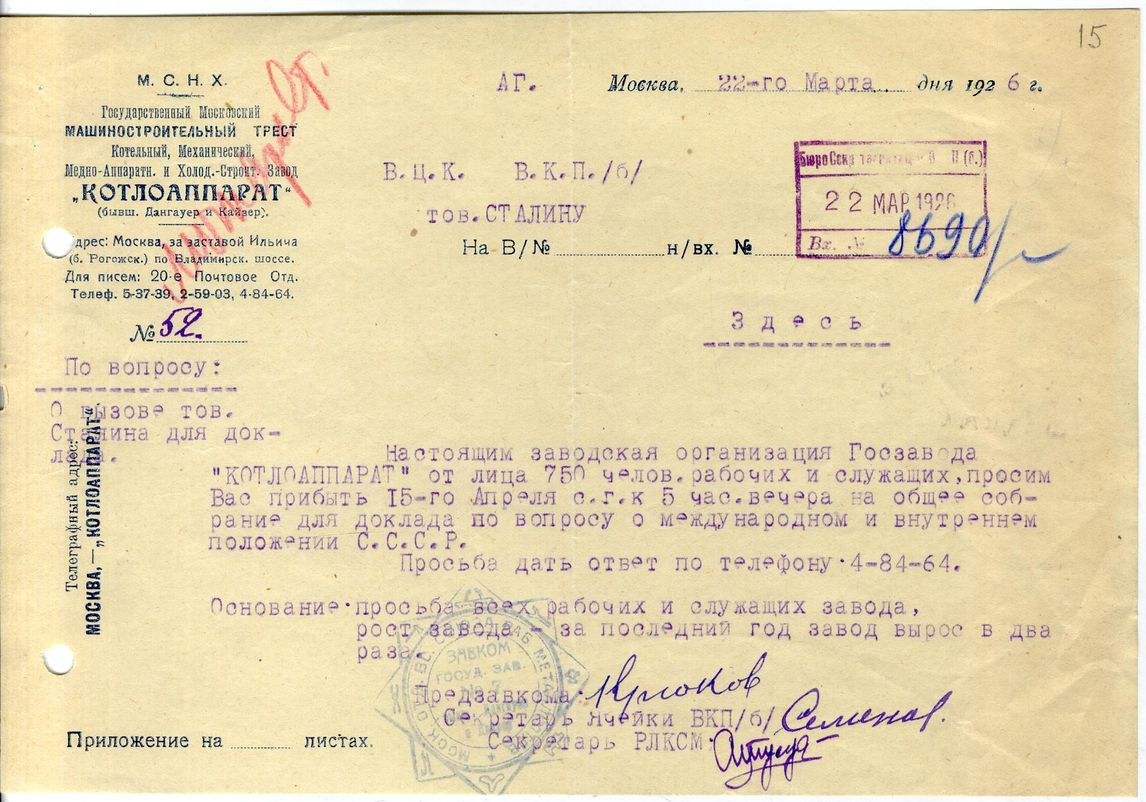 15
М. С. Н. Х.
Государственный Московский
МАШИНОСТРОИТЕЛЬНЫЙ ТРЕСТ
Котельный, Механический,
Медно-Аппаратн. и Холод.-Строит. Завод
„КОТЛОАППАРАТ“
(бывш. Дангауер и Кайзер).
дрес: Москва, за заставой Ильича
(б. Рогожск.) по Владимирск. шоссе.
Для писем: 20-е Почтовое Отд.
Телеф. 5-37-39, 2-59-03, 4-84-64.
№ 52.
АГ. Москва, 22-го Марта дня 1926 г.
В.Ц.К. В.К.П./б/
тов. СТАЛИНУ
На В/№ н/вх. №
22 МАР 1926
Вх. № 8690/
Здесь
По вопросу:
О вызове тов.
Сталина для док-
лада.
Телеграфный адрес:
МОСКВА,—„КОТЛОАППАРАТ“
Настоящим заводская организация Госзавода
"КОТЛОАППАРАТ" от лица 750 челов. рабочих и служащих, просим
Вас прибыть 15-го Апреля с.г. к 5 час. вечера на общее соб-
рание для доклада по вопросу о международном и внутреннем
положении С.С.С.Р.
Просьба дать ответ по телефону: 4-84-64.
Основание: просьба всех рабочих и служащих завода,
рост завода - за последний год завод вырос в два
раза.
ЗАВКОМ
ГОСУД. ЗАВ.
Предзавкома: Крюков
Секретарь Ячейки ВКП/б/ Семенов
Секретарь РЛКСМ
Приложение на листах.